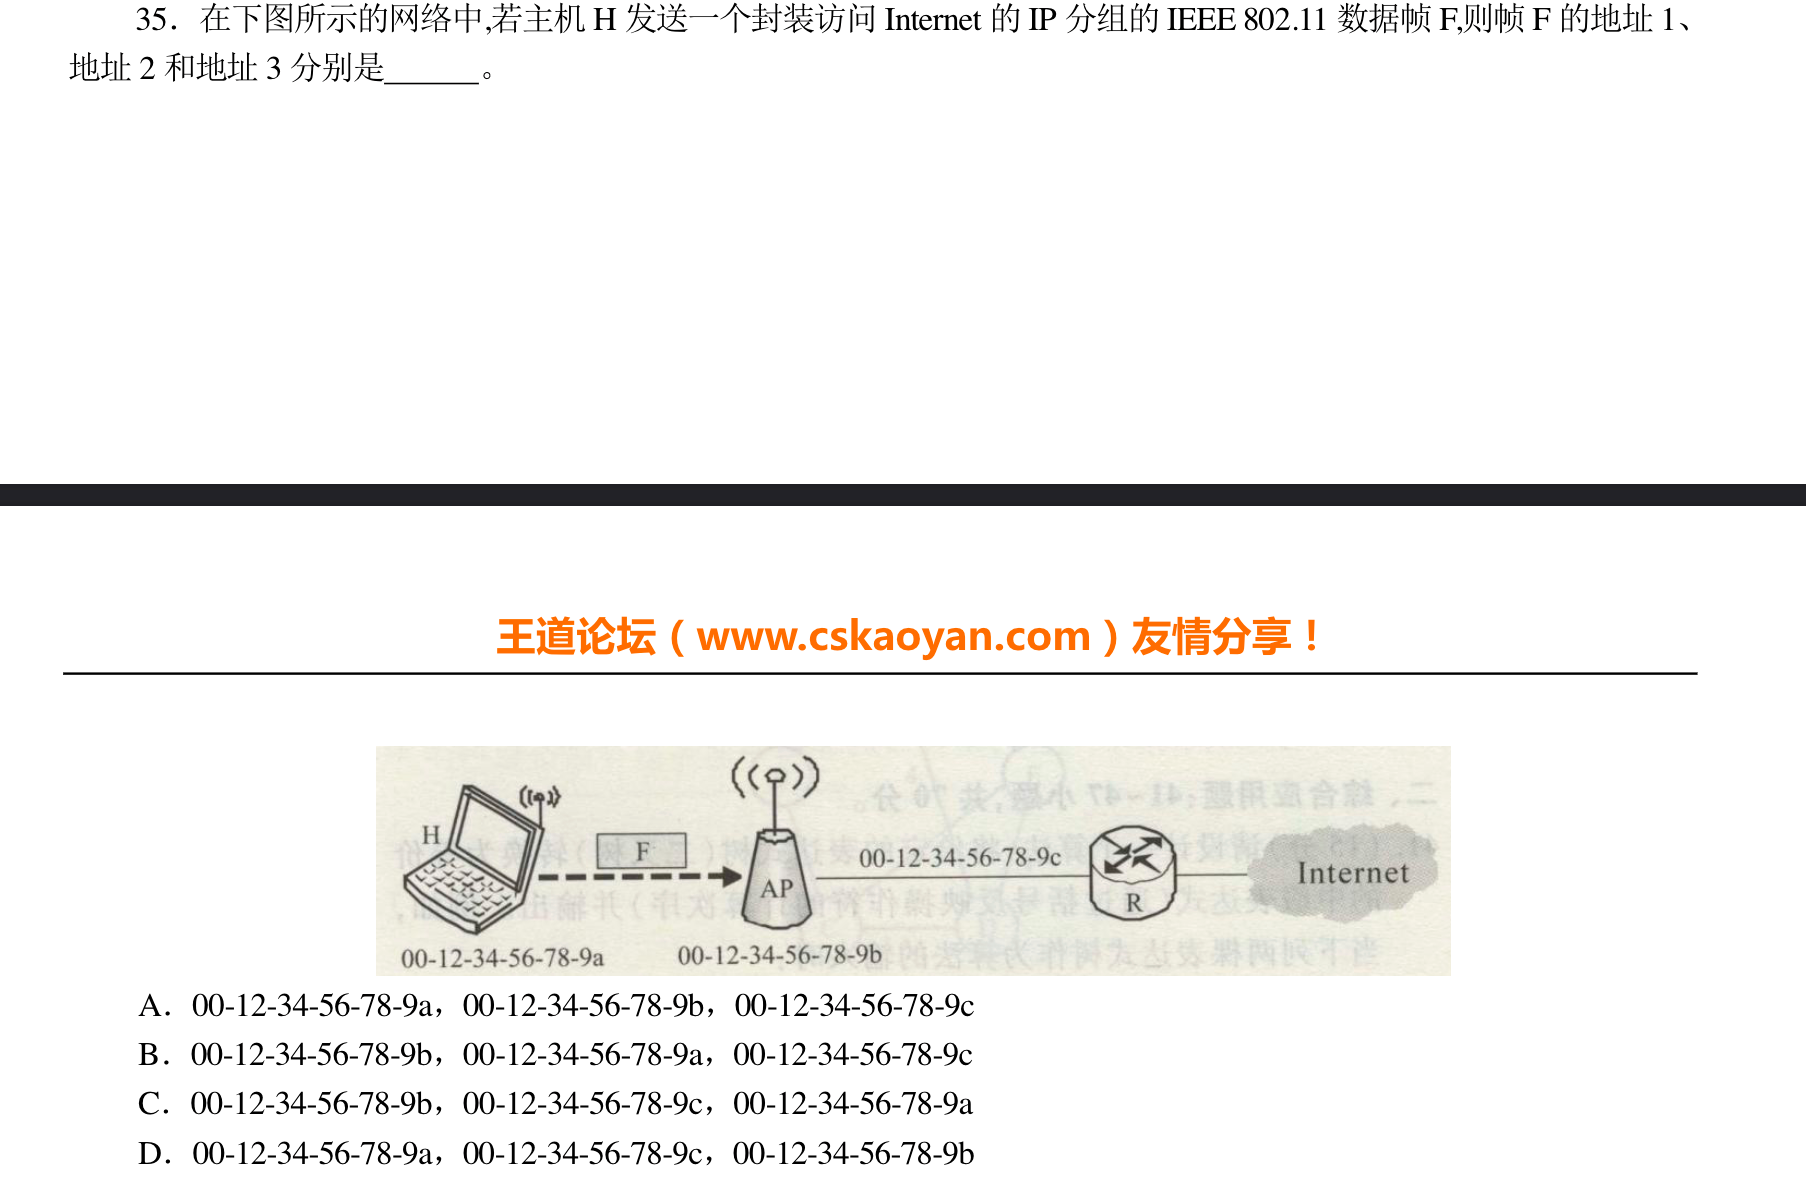 35．在下图所示的网络中,若主机 H 发送一个封装访问 Internet 的 IP 分组的 IEEE 802.11 数据帧 F,则帧 F 的地址 1、
地址 2 和地址 3 分别是______。
王道论坛（www.cskaoyan.com）友情分享！
H
F
AP
00-12-34-56-78-9c
R
Internet
00-12-34-56-78-9a
00-12-34-56-78-9b
A．00-12-34-56-78-9a，00-12-34-56-78-9b，00-12-34-56-78-9c
B．00-12-34-56-78-9b，00-12-34-56-78-9a，00-12-34-56-78-9c
C．00-12-34-56-78-9b，00-12-34-56-78-9c，00-12-34-56-78-9a
D．00-12-34-56-78-9a，00-12-34-56-78-9c，00-12-34-56-78-9b